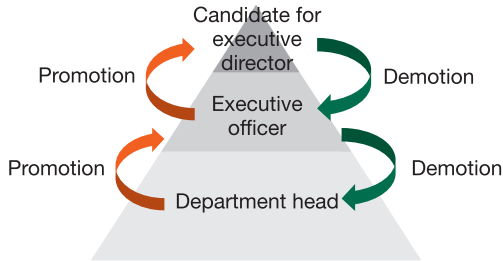 Candidate for
executive
director
Promotion
Demotion
Executive
officer
Promotion
Demotion
Department head